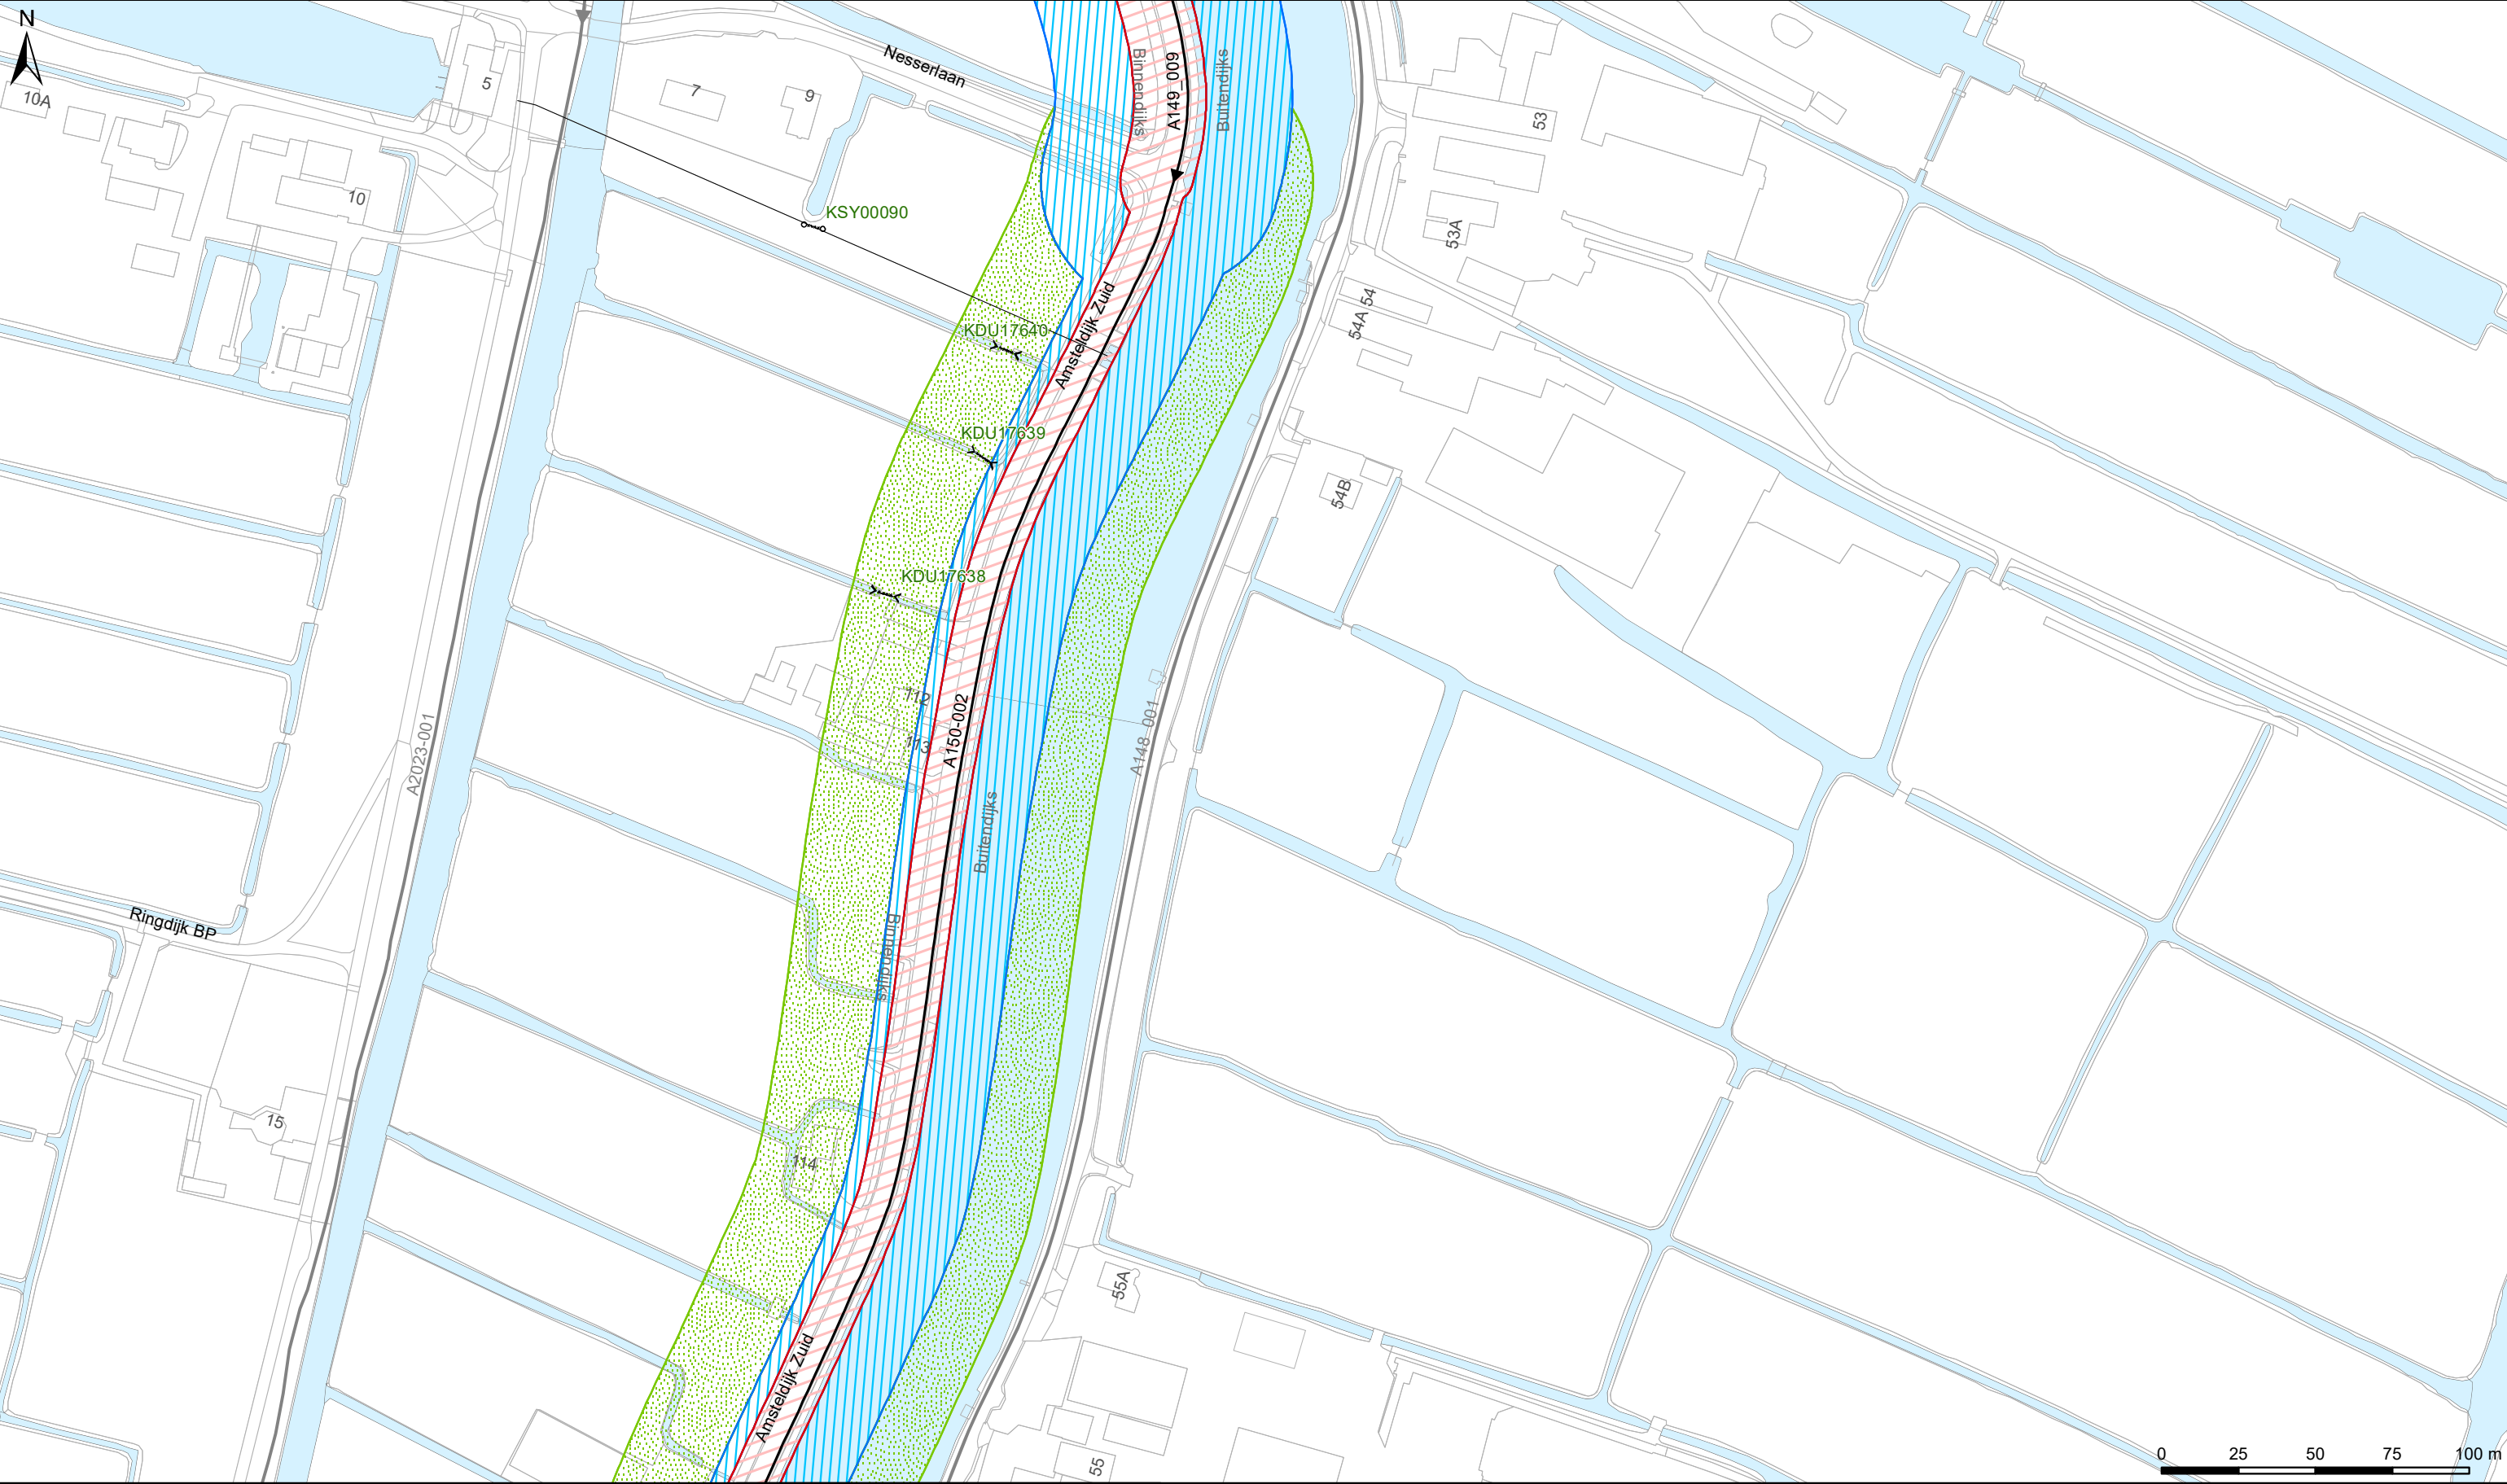 N
Nesserlaan
Binnendijks
A149_009
Buitendijks
5
10A
7
9
53
10
KSY00090
53A
54
54A
KDU17640
Amsteldijk Zuid
KDU17639
54B
KDU17638
112
113
A150-002
A148_001
A2023-001
Buitendijks
Ringdijk BP
Binnendijks
15
114
55A
Amsteldijk Zuid
55
0 25 50 75 100 m